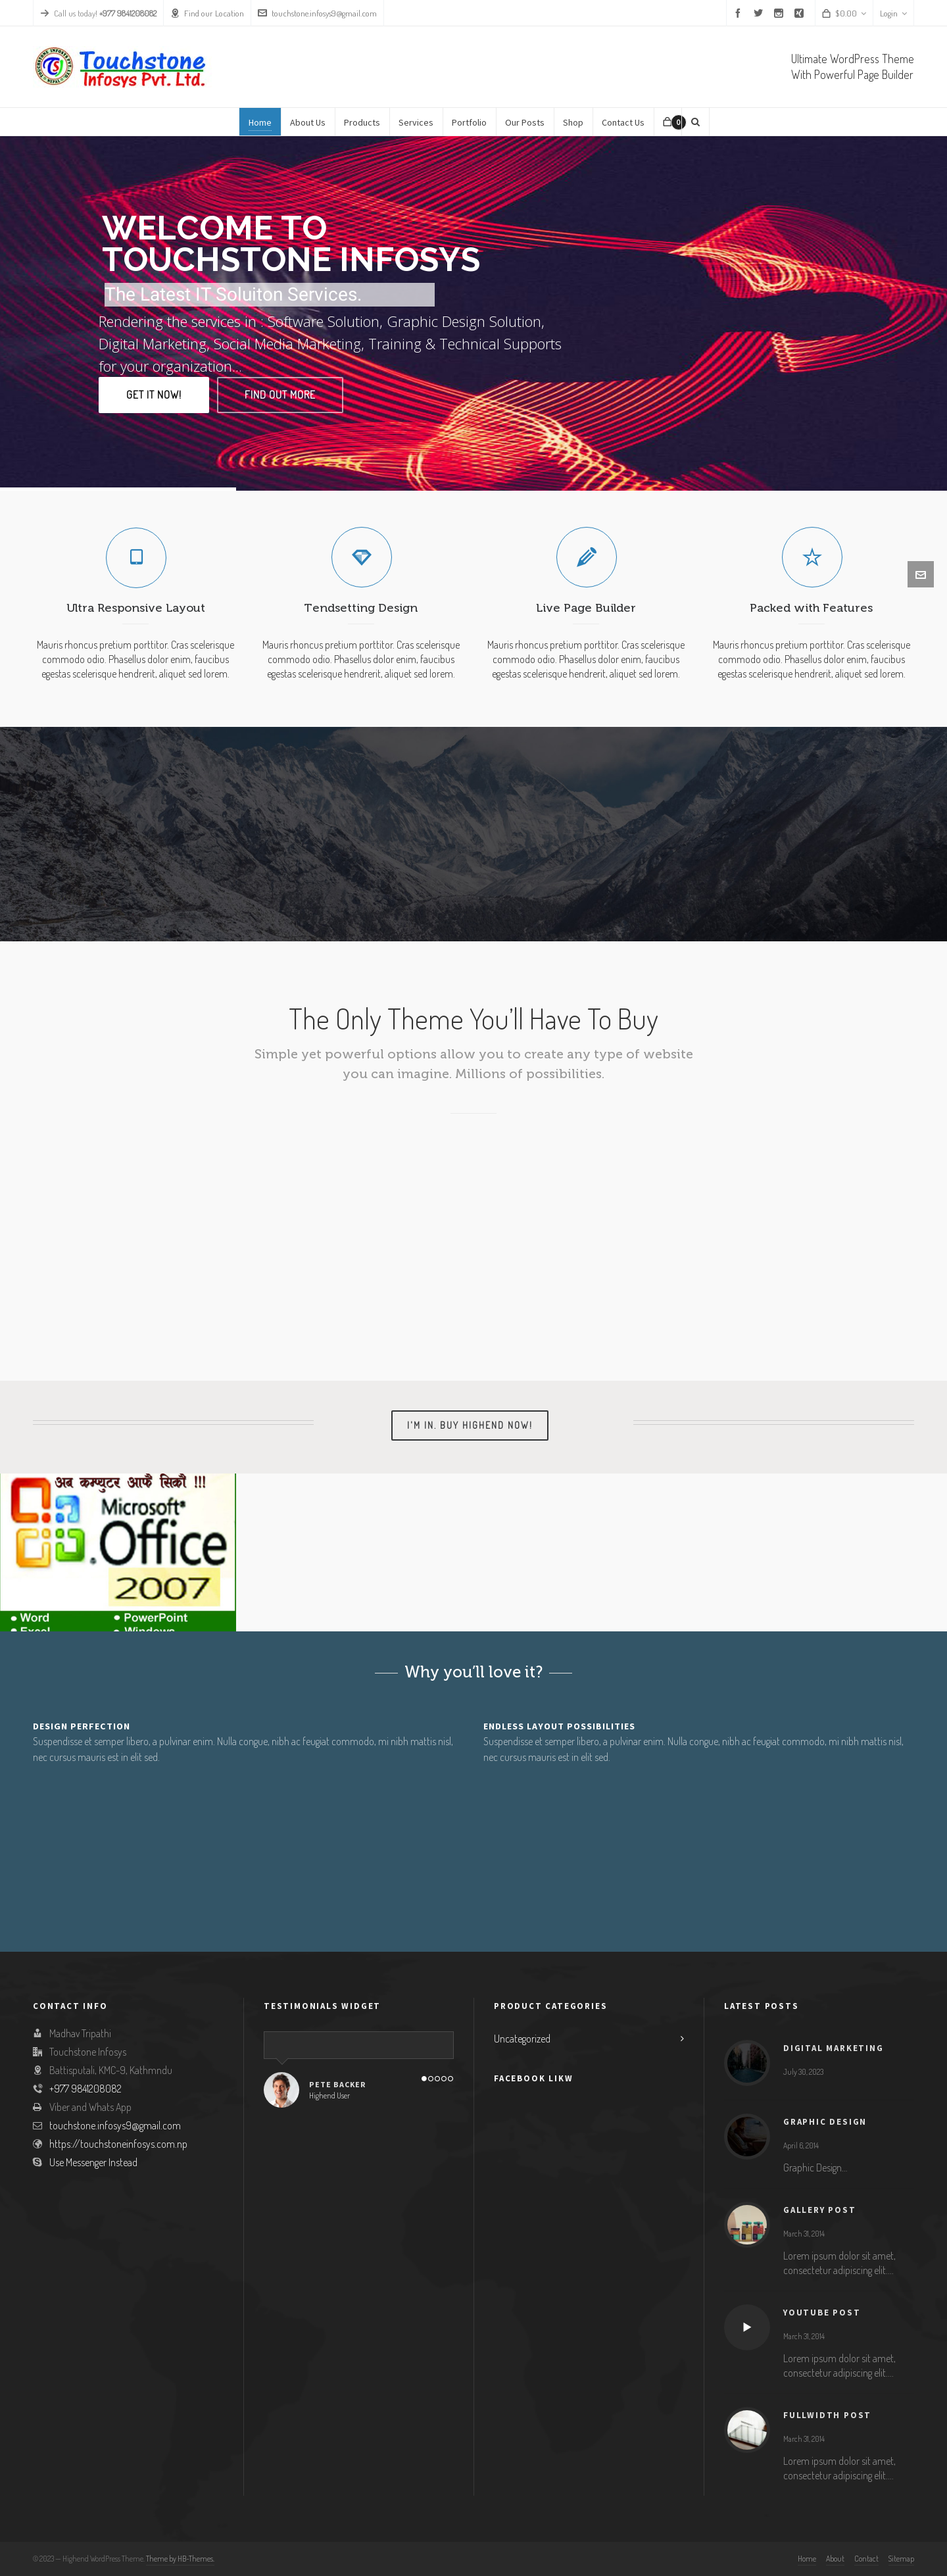 Call us today! +977 9841208082 Find our Location touchstone.infosys9@gmail.com $0.00 Login
Touchstone
Infosys Pvt. Ltd.
Ultimate WordPress Theme
With Powerful Page Builder
Home About Us Products Services Portfolio Our Posts Shop Contact Us 0
WELCOME TO
TOUCHSTONE INFOSYS
The Latest IT Soluiton Services.
Rendering the services in : Software Solution, Graphic Design Solution,
Digital Marketing, Social Media Marketing, Training & Technical Supports
for your organization...
GET IT NOW! FIND OUT MORE
Ultra Responsive Layout
Mauris rhoncus pretium porttitor. Cras scelerisque
commodo odio. Phasellus dolor enim, faucibus
egestas scelerisque hendrerit, aliquet sed lorem.
Tendsetting Design
Mauris rhoncus pretium porttitor. Cras scelerisque
commodo odio. Phasellus dolor enim, faucibus
egestas scelerisque hendrerit, aliquet sed lorem.
Live Page Builder
Mauris rhoncus pretium porttitor. Cras scelerisque
commodo odio. Phasellus dolor enim, faucibus
egestas scelerisque hendrerit, aliquet sed lorem.
Packed with Features
Mauris rhoncus pretium porttitor. Cras scelerisque
commodo odio. Phasellus dolor enim, faucibus
egestas scelerisque hendrerit, aliquet sed lorem.
The Only Theme You’ll Have To Buy
Simple yet powerful options allow you to create any type of website
you can imagine. Millions of possibilities.
I'M IN. BUY HIGHEND NOW!
अब कम्प्युटर आफै सिकौ !!!
Microsoft®
Office
2007
● Word ● PowerPoint
● Excel ● Windows
Why you’ll love it?
DESIGN PERFECTION
Suspendisse et semper libero, a pulvinar enim. Nulla congue, nibh ac feugiat commodo, mi nibh mattis nisl,
nec cursus mauris est in elit sed.
ENDLESS LAYOUT POSSIBILITIES
Suspendisse et semper libero, a pulvinar enim. Nulla congue, nibh ac feugiat commodo, mi nibh mattis nisl,
nec cursus mauris est in elit sed.
CONTACT INFO
Madhav Tripathi
Touchstone Infosys
Battisputali, KMC-9, Kathmndu
+977 9841208082
Viber and Whats App
touchstone.infosys9@gmail.com
https://touchstoneinfosys.com.np
Use Messenger Instead
TESTIMONIALS WIDGET
PETE BACKER
Highend User
PRODUCT CATEGORIES
Uncategorized
FACEBOOK LIKW
LATEST POSTS
DIGITAL MARKETING
July 30, 2023
GRAPHIC DESIGN
April 6, 2014
Graphic Design...
GALLERY POST
March 31, 2014
Lorem ipsum dolor sit amet,
consectetur adipiscing elit....
YOUTUBE POST
March 31, 2014
Lorem ipsum dolor sit amet,
consectetur adipiscing elit....
FULLWIDTH POST
March 31, 2014
Lorem ipsum dolor sit amet,
consectetur adipiscing elit....
©2023 — Highend WordPress Theme. Theme by HB-Themes. Home About Contact Sitemap